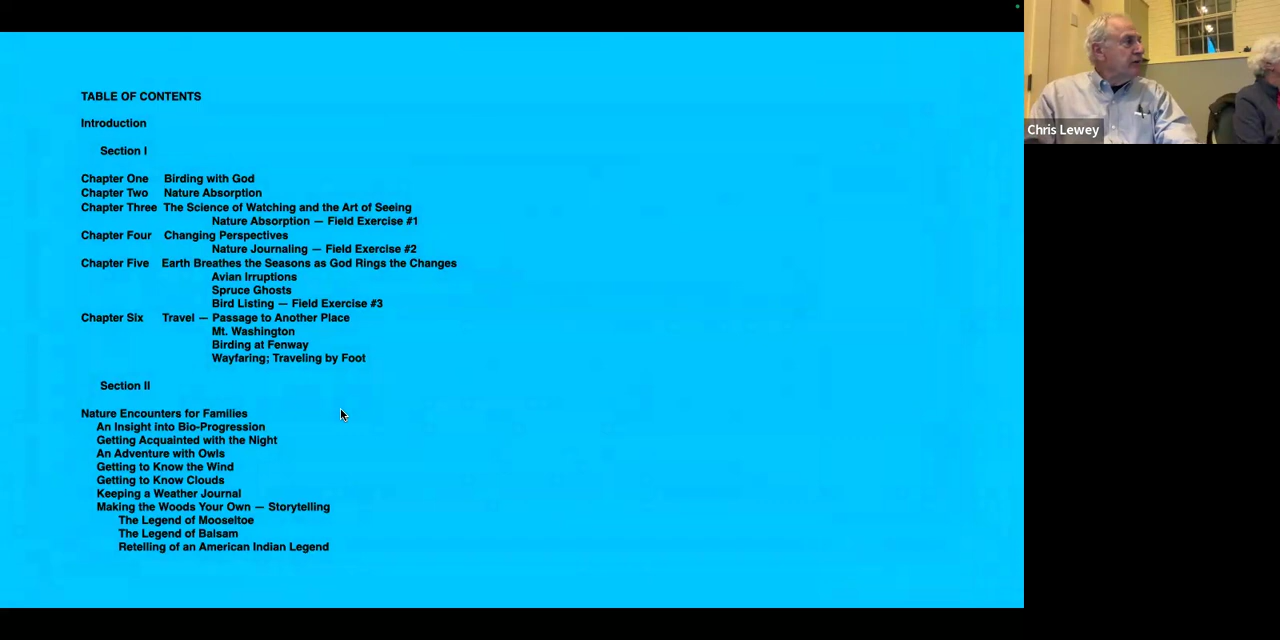 TABLE OF CONTENTS
Introduction
Section I
Chapter One Birding with God
Chapter Two Nature Absorption
Chapter Three The Science of Watching and the Art of Seeing
Nature Absorption — Field Exercise #1
Chapter Four Changing Perspectives
Nature Journaling — Field Exercise #2
Chapter Five Earth Breathes the Seasons as God Rings the Changes
Avian Irruptions
Spruce Ghosts
Bird Listing — Field Exercise #3
Chapter Six Travel — Passage to Another Place
Mt. Washington
Birding at Fenway
Wayfaring; Traveling by Foot
Section II
Nature Encounters for Families
An Insight into Bio-Progression
Getting Acquainted with the Night
An Adventure with Owls
Getting to Know the Wind
Getting to Know Clouds
Keeping a Weather Journal
Making the Woods Your Own — Storytelling
The Legend of Mooseltoe
The Legend of Balsam
Retelling of an American Indian Legend
Chris Lewey